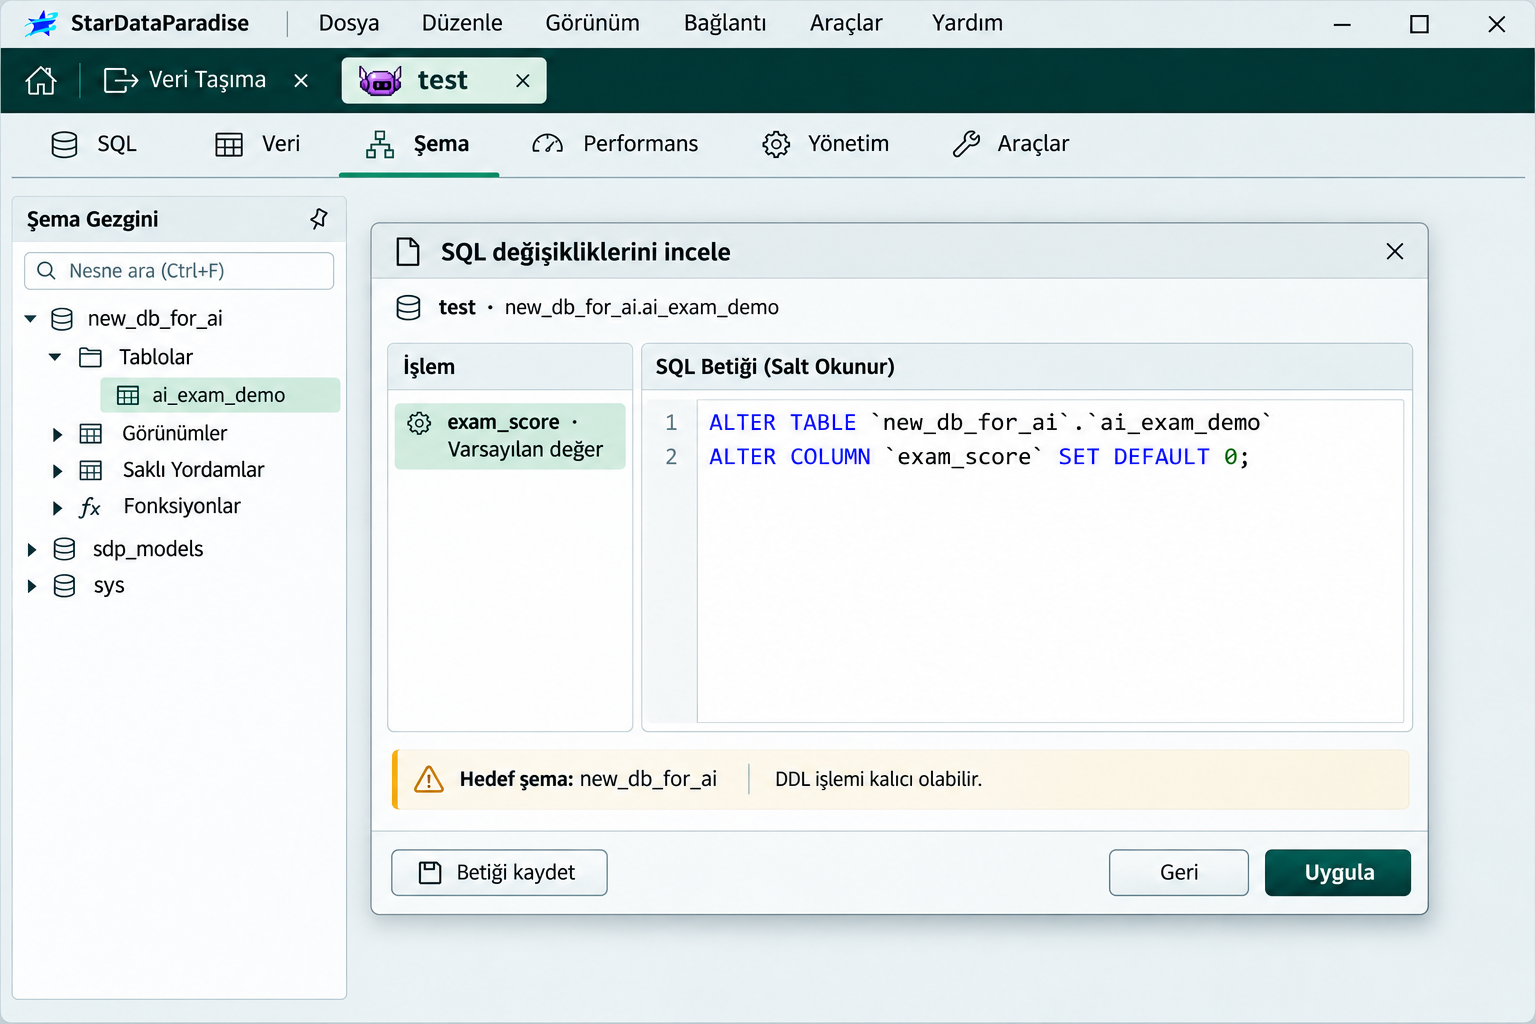 StarDataParadise
Dosya
Düzenle
Görünüm
Bağlantı
Araçlar
Yardım
Veri Taşıma
test
SQL
Veri
Şema
Performans
Yönetim
Araçlar
Şema Gezgini
Nesne ara (Ctrl+F)
new_db_for_ai
Tablolar
ai_exam_demo
Görünümler
Saklı Yordamlar
fx Fonksiyonlar
sdp_models
sys
SQL değişikliklerini incele
test · new_db_for_ai.ai_exam_demo
İşlem
exam_score ·
Varsayılan değer
SQL Betiği (Salt Okunur)
1 ALTER TABLE `new_db_for_ai`.`ai_exam_demo`
2 ALTER COLUMN `exam_score` SET DEFAULT 0;
Hedef şema: new_db_for_ai
DDL işlemi kalıcı olabilir.
Betiği kaydet
Geri
Uygula